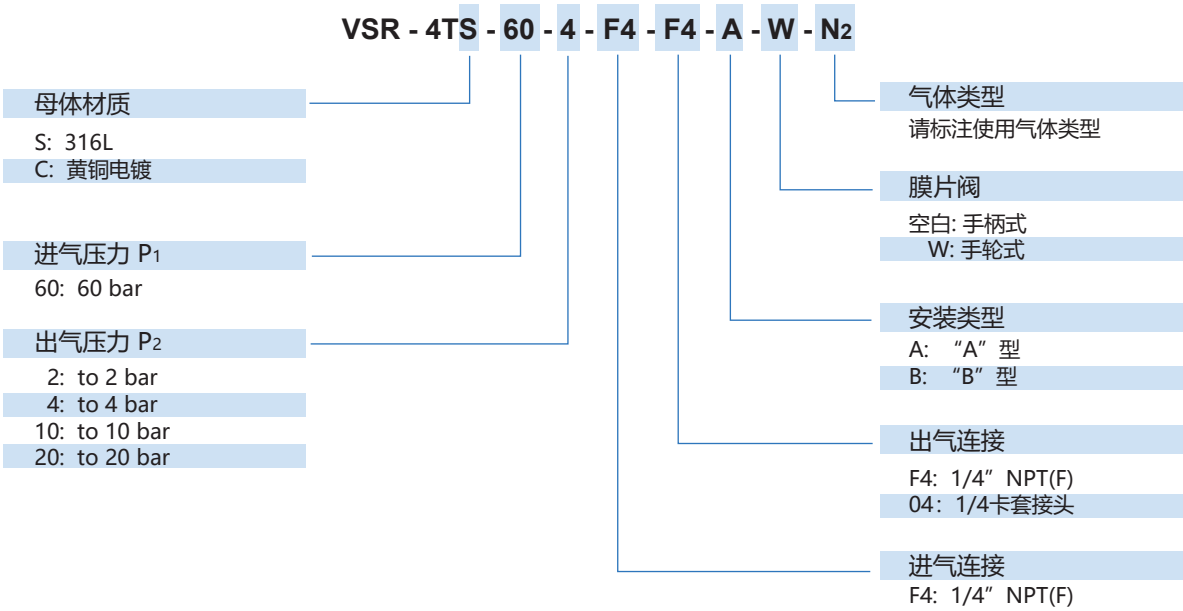 VSR - 4TS - 60 - 4 - F4 - F4 - A - W - N2
母体材质
S: 316L
C: 黄铜电镀
进气压力 P1
60: 60 bar
出气压力 P2
2: to 2 bar
4: to 4 bar
10: to 10 bar
20: to 20 bar
气体类型
请标注使用气体类型
膜片阀
空白: 手柄式
W: 手轮式
安装类型
A: “A” 型
B: “B” 型
出气连接
F4: 1/4” NPT(F)
04: 1/4卡套接头
进气连接
F4: 1/4” NPT(F)